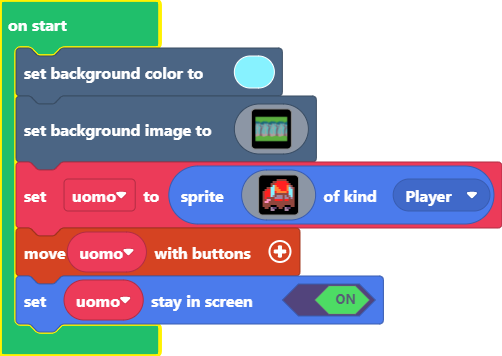 on start
set background color to
set background image to
set uomo to sprite of kind Player
move uomo with buttons
set uomo stay in screen ON